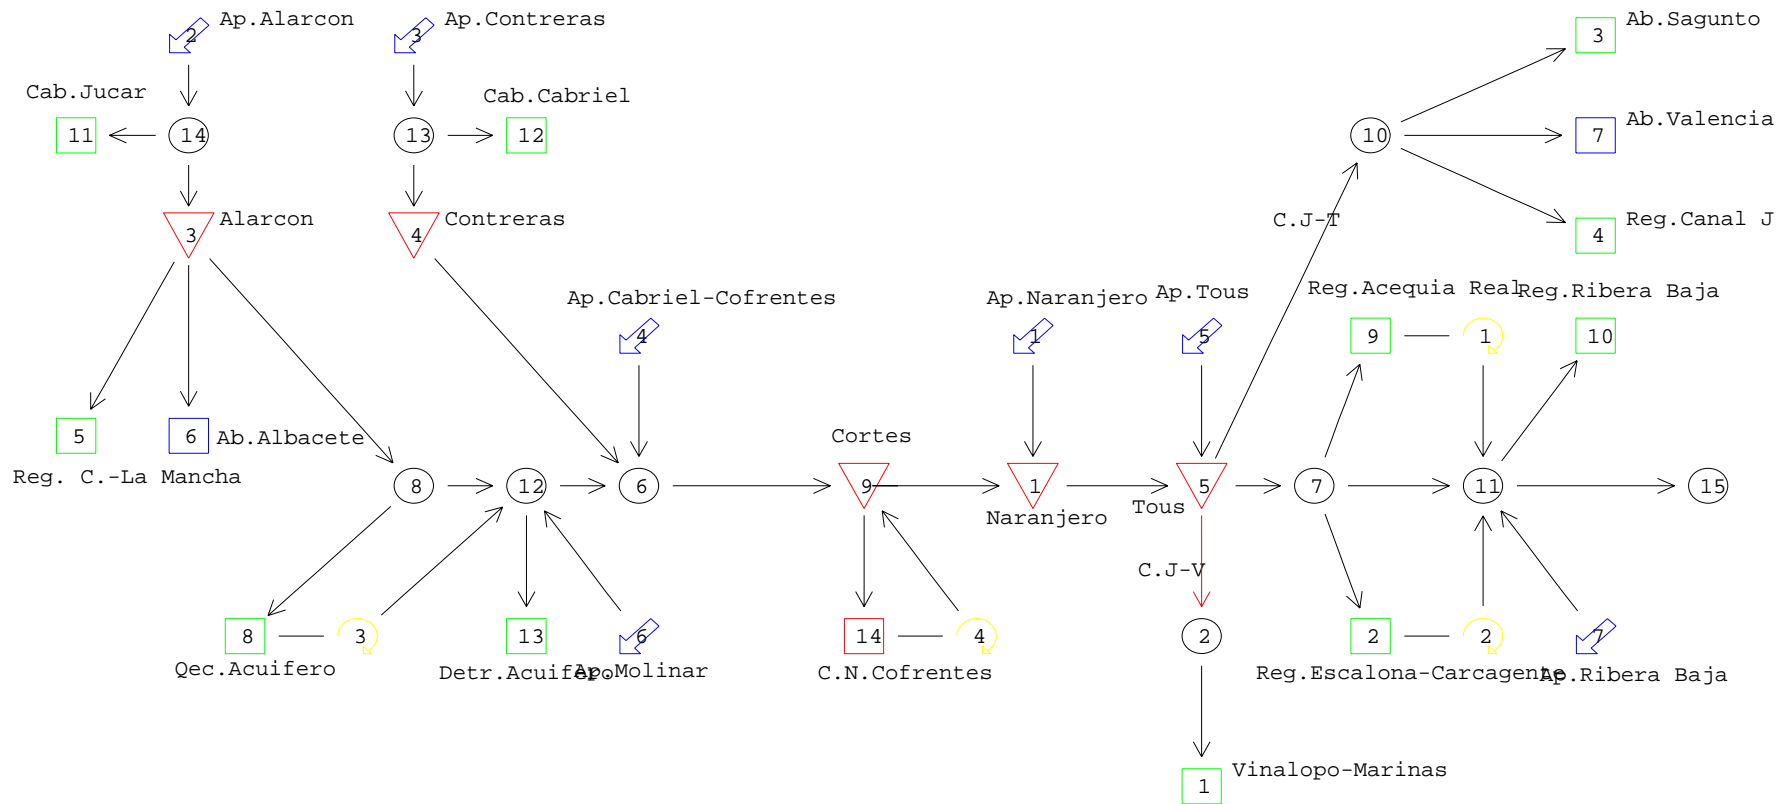 2 Ap.Alarcon
3 Ap.Contreras
3 Ab.Sagunto
Cab.Jucar
Cab.Cabriel
11
14
13
12
10
7 Ab.Valencia
3 Alarcon
4 Contreras
C.J-T
4 Reg.Canal J
Ap.Cabriel-Cofrentes
Ap.Naranjero
Ap.Tous
Reg.Acequia Real
Reg.Ribera Baja
4
1
5
9
1
10
5
6 Ab.Albacete
Cortes
Reg. C.-La Mancha
8
12
6
9
1
5
7
11
15
Naranjero
Tous
C.J-V
8
3
13
6
14
4
2
2
2
7
Qec.Acuifero
Detr.Acuifero
Ap.Molinar
C.N.Cofrentes
Reg.Escalona-Carcagente
Ap.Ribera Baja
1 Vinalopo-Marinas